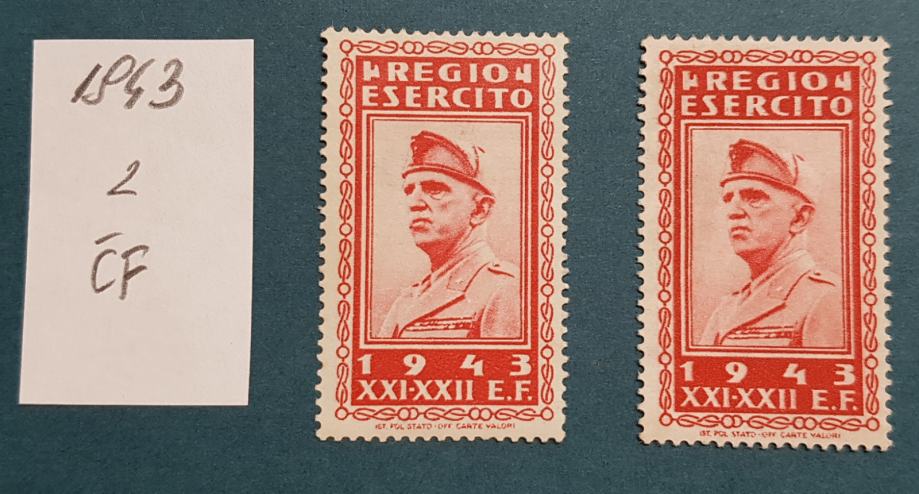 1943
2
CF
REGIO
ESERCITO
1943
XXI·XXII E.F.
IST. POL STATO·OFF CARTE VALORI
REGIO
ESERCITO
1943
XXI·XXII E.F.
IST. POL STATO·OFF CARTE VALORI